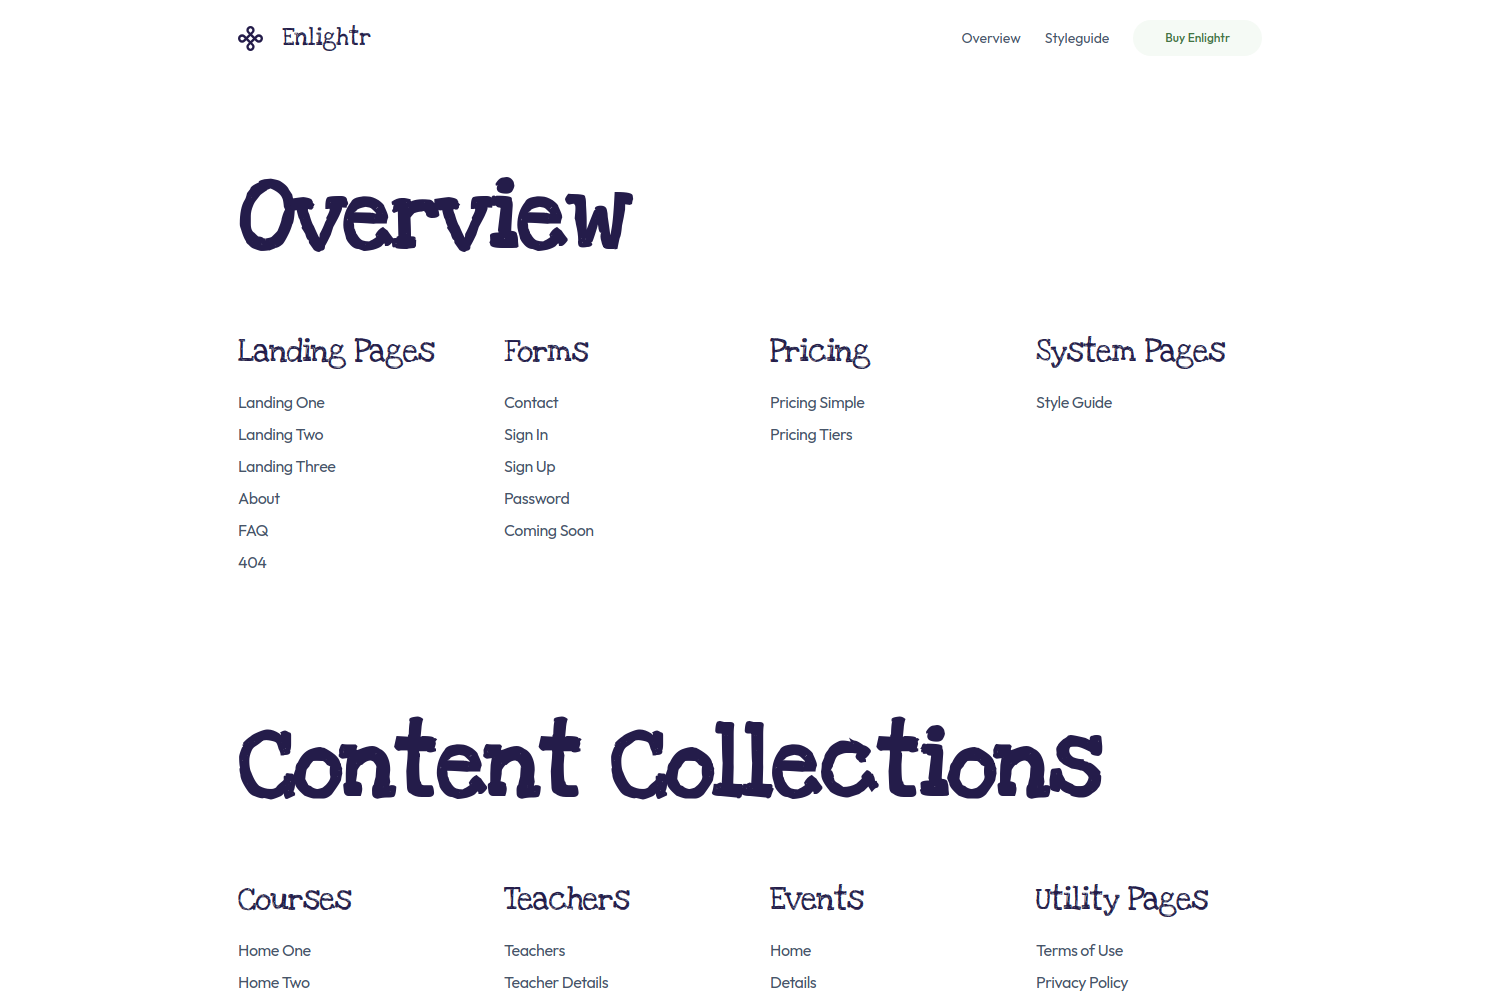 Enlightr
Overview
Styleguide
Buy Enlightr
Overview
Landing Pages
Landing One
Landing Two
Landing Three
About
FAQ
404
Forms
Contact
Sign In
Sign Up
Password
Coming Soon
Pricing
Pricing Simple
Pricing Tiers
System Pages
Style Guide
Content Collections
Courses
Home One
Home Two
Teachers
Teachers
Teacher Details
Events
Home
Details
Utility Pages
Terms of Use
Privacy Policy